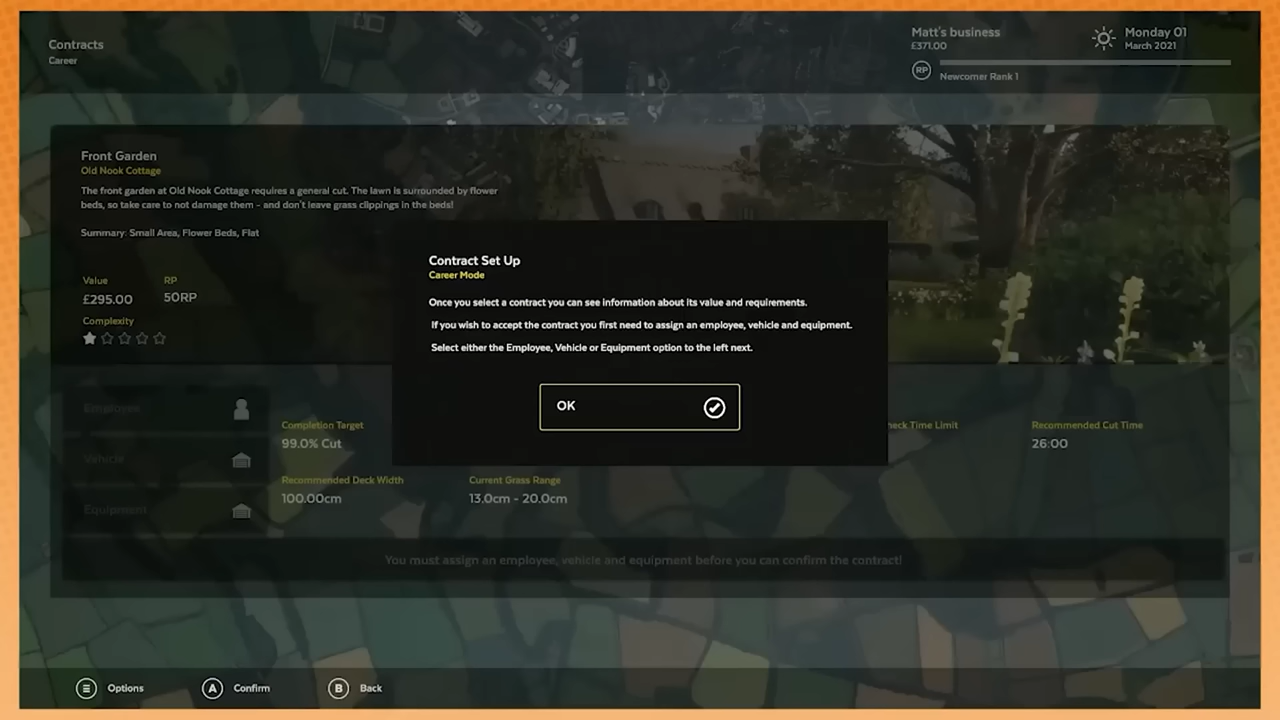 Contracts
Career
Matt's business
£371.00
Monday 01
March 2021
RP
Newcomer Rank 1
Front Garden
Old Nook Cottage
The front garden at Old Nook Cottage requires a general cut. The lawn is surrounded by flower
beds, so take care to not damage them - and don't leave grass clippings in the beds!
Summary: Small Area, Flower Beds, Flat
Value
RP
£295.00
50RP
Complexity
Contract Set Up
Career Mode
Once you select a contract you can see information about its value and requirements.
If you wish to accept the contract you first need to assign an employee, vehicle and equipment.
Select either the Employee, Vehicle or Equipment option to the left next.
OK
Employee
Vehicle
Equipment
Completion Target
99.0% Cut
Time Limit
Recommended Cut Time
26:00
Recommended Deck Width
100.00cm
Current Grass Range
13.0cm - 20.0cm
You must assign an employee, vehicle and equipment before you can confirm the contract!
Options
A
Confirm
B
Back